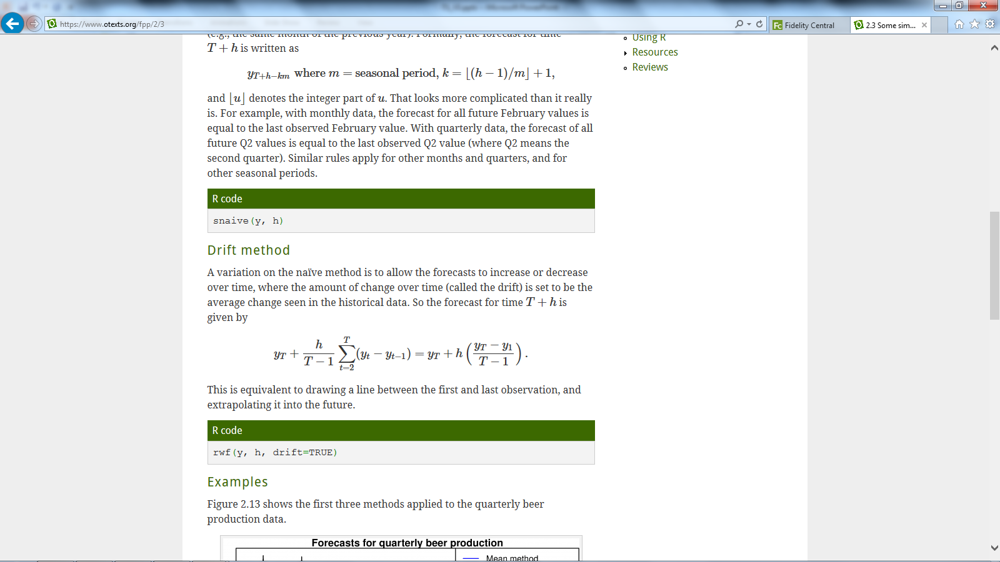 https://www.otexts.org/fpp/2/3
Fidelity Central
2.3 Some sim...
(e.g., the same month of the previous year). Formally, the forecast for time
T + h is written as
y_{T+h−km} where m = seasonal period, k = ⌊(h − 1)/m⌋ + 1,
and ⌊u⌋ denotes the integer part of u. That looks more complicated than it really
is. For example, with monthly data, the forecast for all future February values is
equal to the last observed February value. With quarterly data, the forecast of all
future Q2 values is equal to the last observed Q2 value (where Q2 means the
second quarter). Similar rules apply for other months and quarters, and for
other seasonal periods.
R code
snaive(y, h)
Drift method
A variation on the naïve method is to allow the forecasts to increase or decrease
over time, where the amount of change over time (called the drift) is set to be the
average change seen in the historical data. So the forecast for time T + h is
given by
y_T + \frac{h}{T − 1} \sum_{t=2}^{T} (y_t − y_{t−1}) = y_T + h \left( \frac{y_T − y_1}{T − 1} \right).
This is equivalent to drawing a line between the first and last observation, and
extrapolating it into the future.
R code
rwf(y, h, drift=TRUE)
Examples
Figure 2.13 shows the first three methods applied to the quarterly beer
production data.
Forecasts for quarterly beer production
Mean method
Using R
Resources
Reviews